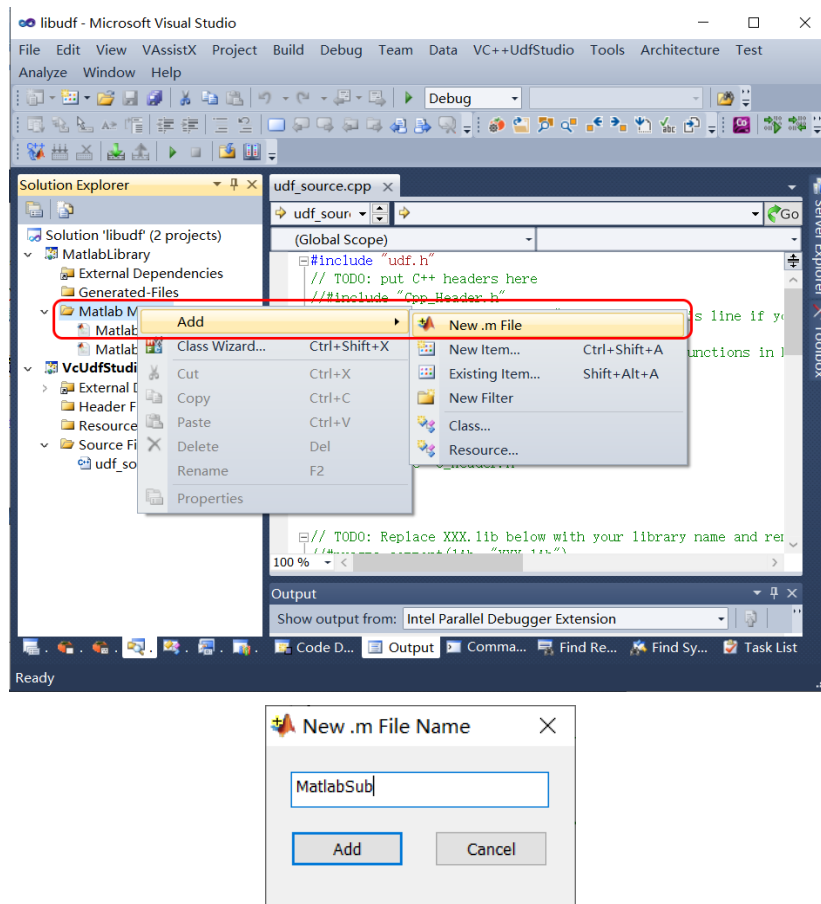 libudf - Microsoft Visual Studio
File Edit View VAssistX Project Build Debug Team Data VC++UdfStudio Tools Architecture Test
Analyze Window Help
Debug
Solution Explorer
udf_source.cpp
Go
Server Explorer
Toolbox
Solution 'libudf' (2 projects)
(Global Scope)
MatlabLibrary
#include "udf.h"
External Dependencies
// TODO: put C++ headers here
Generated-Files
//#include "Cpp_Header.h"
Matlab M
Add
New .m File
s line if yo
Matlab
Class Wizard... Ctrl+Shift+X
New Item... Ctrl+Shift+A
unctions in
Matlab
VcUdfStudi
Cut Ctrl+X
Existing Item... Shift+Alt+A
External
Copy Ctrl+C
New Filter
Header F
Paste Ctrl+V
Class...
Resource
Delete Del
Resource...
Source Fi
Rename F2
udf_so
Properties
// TODO: Replace XXX.lib below with your library name and re
//#pragma comment(lib, "XXX.lib")
100 %
Output
Show output from: Intel Parallel Debugger Extension
Code D... Output Comma... Find Re... Find Sy... Task List
Ready
New .m File Name
MatlabSub
Add Cancel